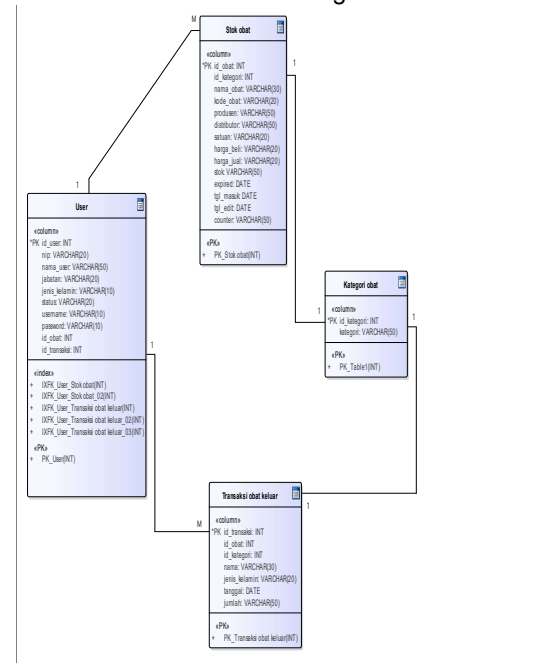 M
Stok obat
«column»
*PK id_obat: INT
id_kategori: INT
nama_obat: VARCHAR(30)
kode_obat: VARCHAR(20)
produsen: VARCHAR(50)
distributor: VARCHAR(50)
satuan: VARCHAR(20)
harga_beli: VARCHAR(20)
harga_jual: VARCHAR(20)
stok: VARCHAR(50)
expired: DATE
tgl_masuk: DATE
tgl_edit: DATE
counter: VARCHAR(50)
«PK»
+ PK_Stok obat(INT)
1
1
User
«column»
*PK id_user: INT
nip: VARCHAR(20)
nama_user: VARCHAR(50)
jabatan: VARCHAR(20)
jenis_kelamin: VARCHAR(10)
status: VARCHAR(20)
username: VARCHAR(10)
password: VARCHAR(10)
id_obat: INT
id_transaksi: INT
«index»
+ IXFK_User_Stok obat(INT)
+ IXFK_User_Stok obat_02(INT)
+ IXFK_User_Transaksi obat keluar(INT)
+ IXFK_User_Transaksi obat keluar_02(INT)
+ IXFK_User_Transaksi obat keluar_03(INT)
«PK»
+ PK_User(INT)
1
Kategori obat
«column»
*PK id_kategori: INT
kategori: VARCHAR(50)
«PK»
+ PK_Table1(INT)
1
1
Transaksi obat keluar
«column»
*PK id_transaksi: INT
id_obat: INT
id_kategori: INT
nama: VARCHAR(30)
jenis_kelamin: VARCHAR(20)
tanggal: DATE
jumlah: VARCHAR(50)
«PK»
+ PK_Transaksi obat keluar(INT)
M
1